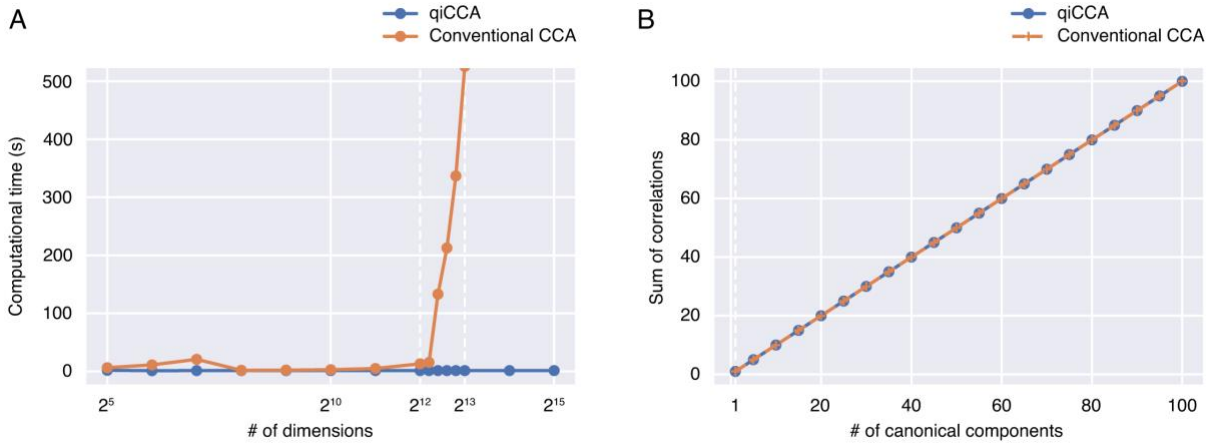 A
qiCCA
Conventional CCA
Computational time (s)
500
400
300
200
100
0
2⁵
2¹⁰
2¹²
2¹³
2¹⁵
# of dimensions
B
qiCCA
Conventional CCA
Sum of correlations
100
80
60
40
20
0
1
20
40
60
80
100
# of canonical components